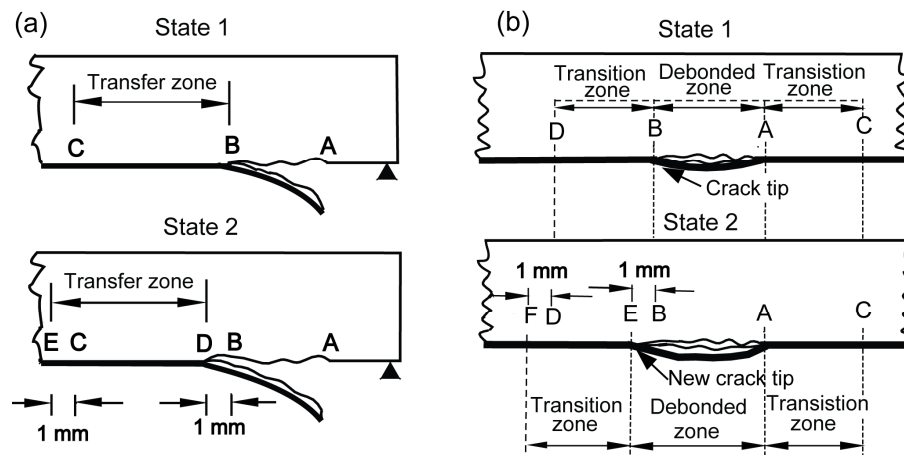 (a)
State 1
Transfer zone
C B A
State 2
Transfer zone
E C D B A
1 mm 1 mm
(b)
State 1
Transition zone Debonded zone Transistion zone
D B A C
Crack tip
State 2
1 mm 1 mm
F D E B A C
New crack tip
Transition zone Debonded zone Transistion zone